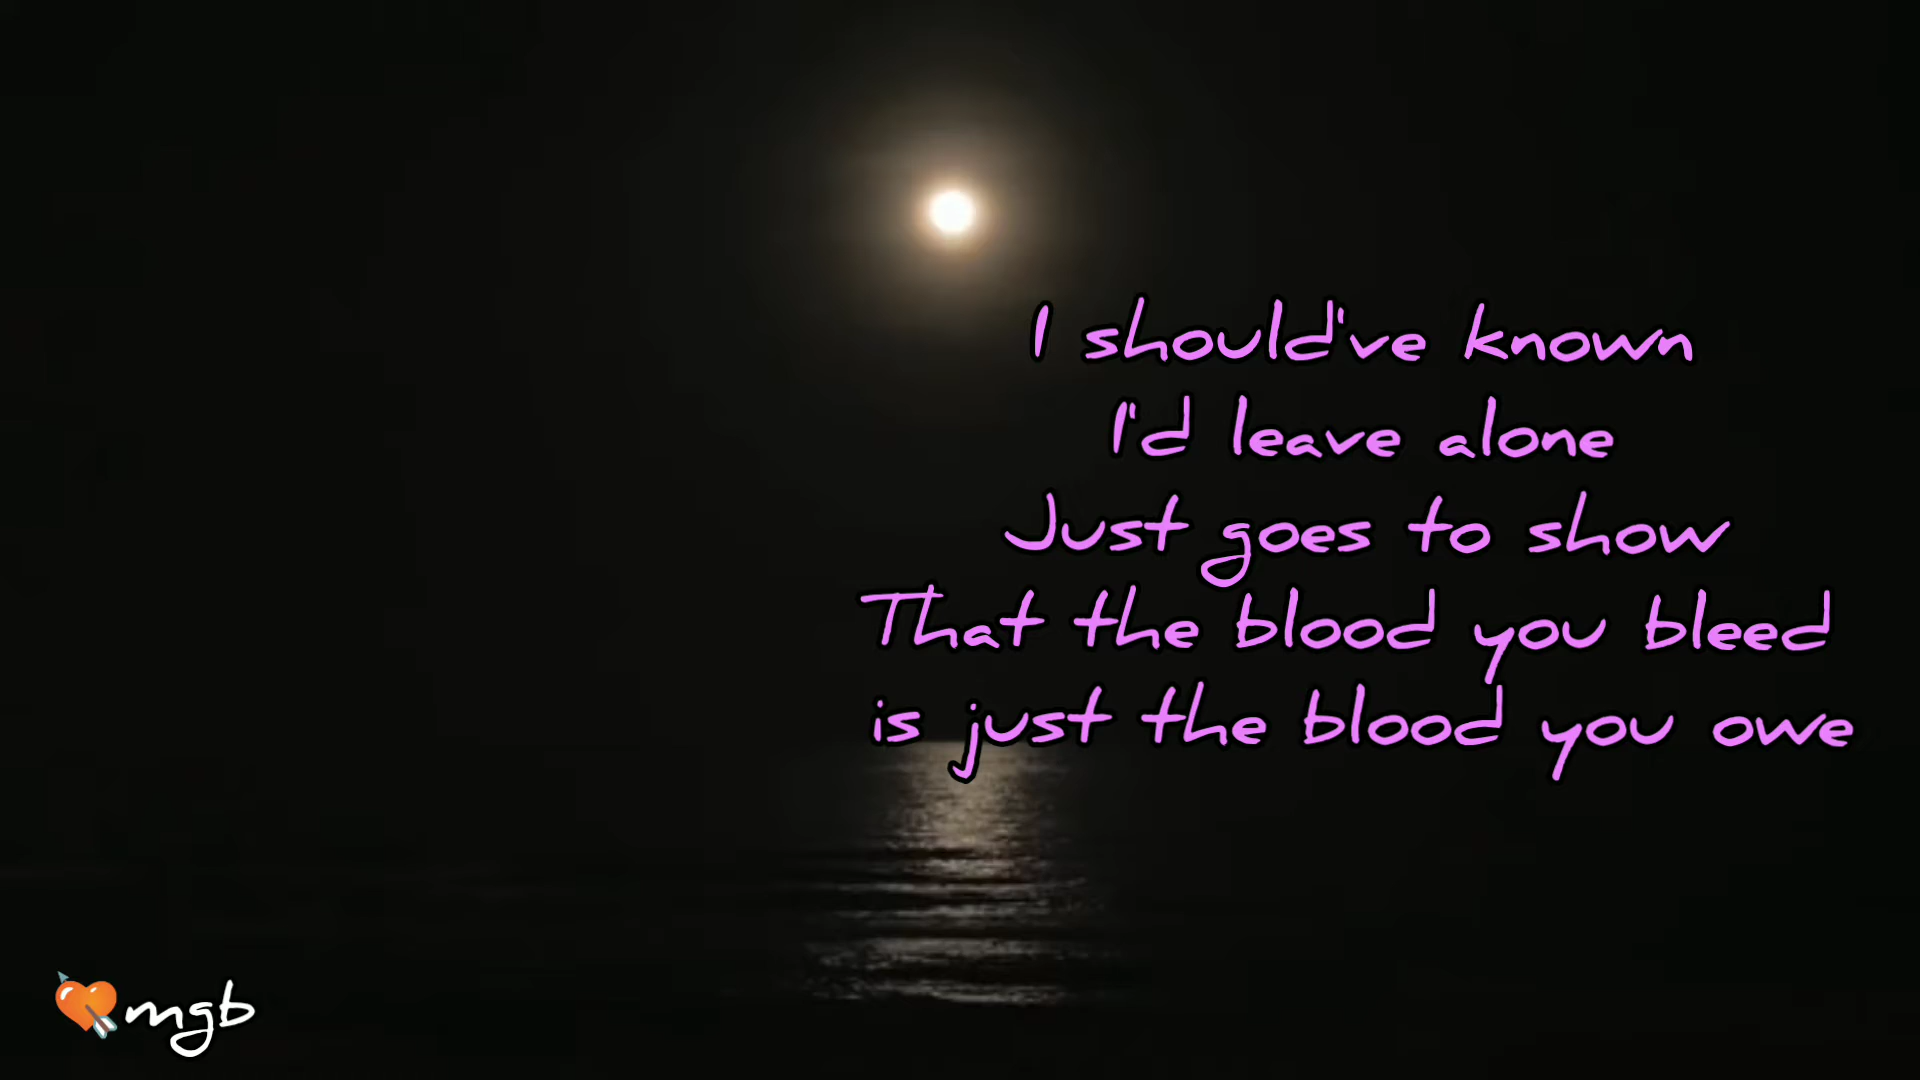 I should've known
I'd leave alone
Just goes to show
That the blood you bleed
is just the blood you owe
mgb